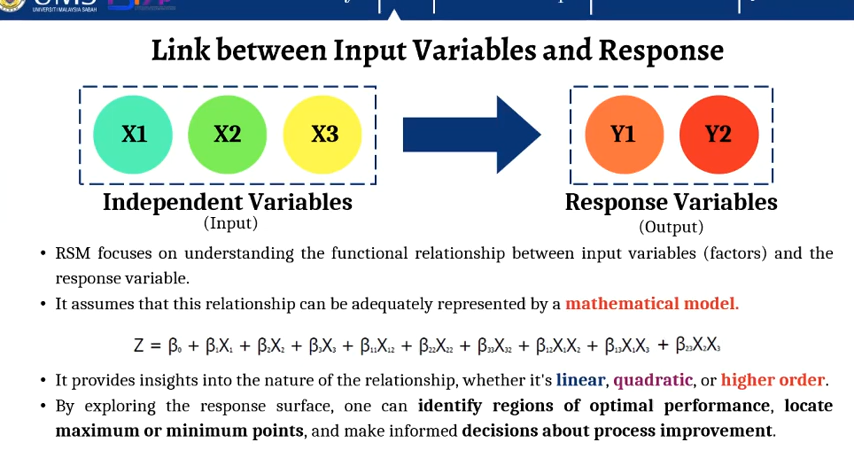 UNIVERSITI MALAYSIA SABAH
Link between Input Variables and Response
X1 X2 X3 Y1 Y2
Independent Variables
(Input)
Response Variables
(Output)
• RSM focuses on understanding the functional relationship between input variables (factors) and the
response variable.
• It assumes that this relationship can be adequately represented by a mathematical model.
Z = β₀ + β₁X₁ + β₂X₂ + β₃X₃ + β₁₁X₁₂ + β₂₂X₂₂ + β₃₃X₃₂ + β₁₂X₁X₂ + β₁₃X₁X₃ + β₂₃X₂X₃
• It provides insights into the nature of the relationship, whether it's linear, quadratic, or higher order.
• By exploring the response surface, one can identify regions of optimal performance, locate
maximum or minimum points, and make informed decisions about process improvement.